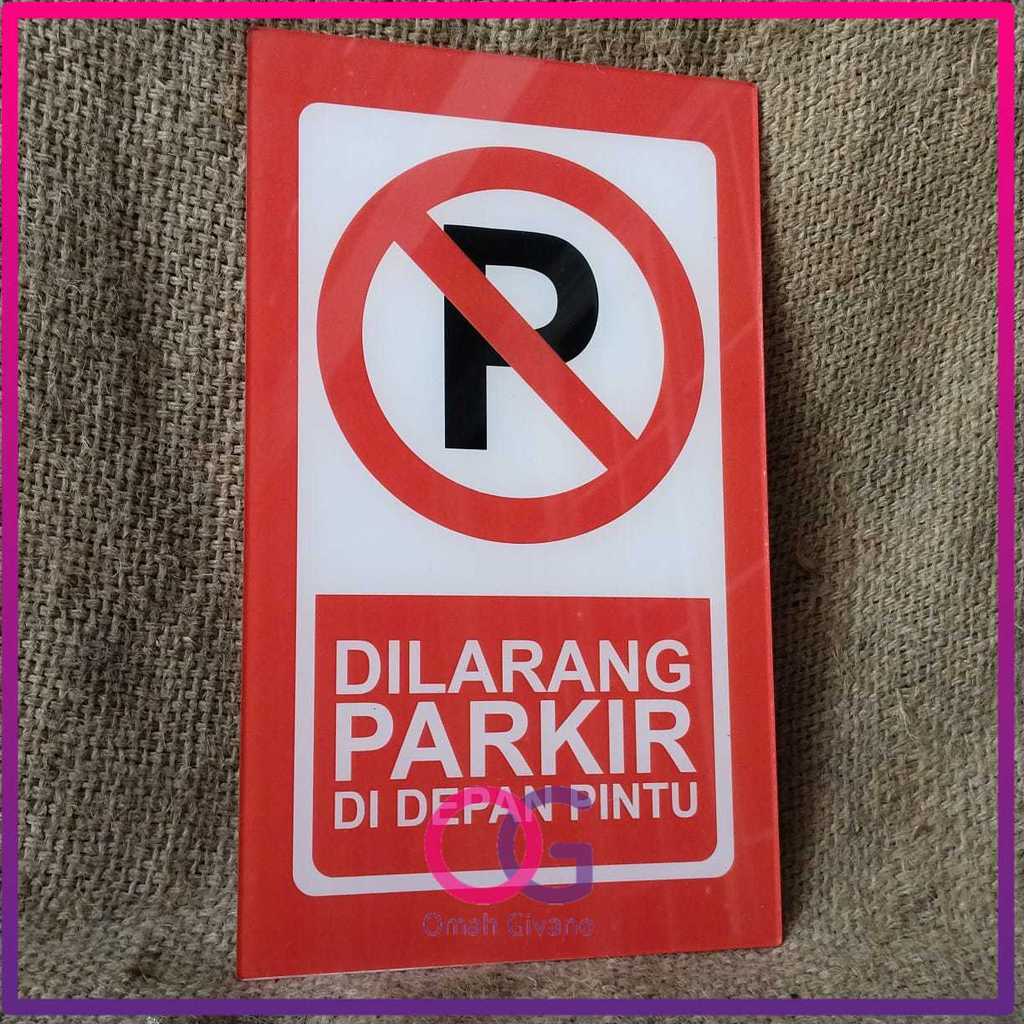 P
DILARANG
PARKIR
DI DEPAN PINTU
OG
Omah Givano